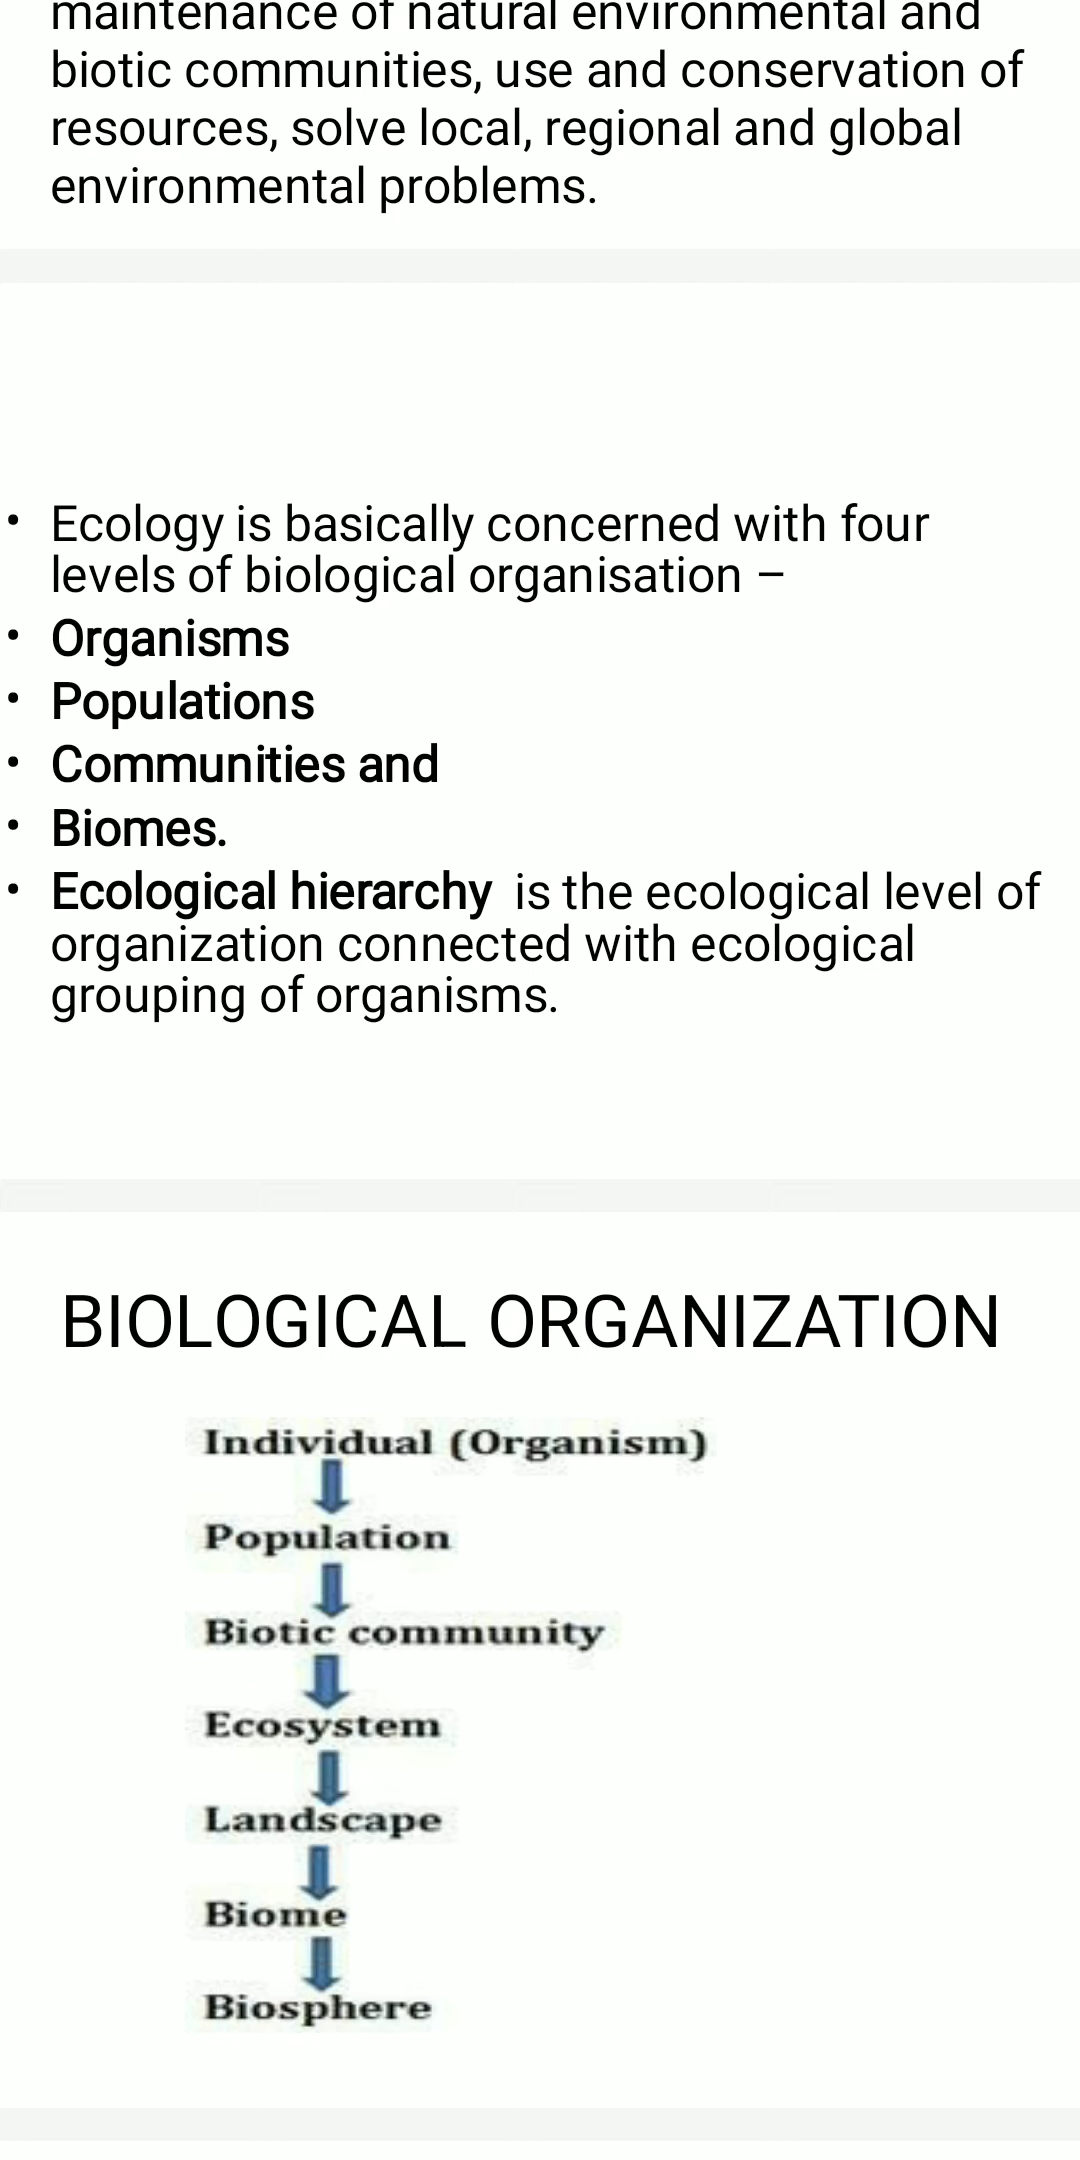 maintenance of natural environmental and
biotic communities, use and conservation of
resources, solve local, regional and global
environmental problems.
• Ecology is basically concerned with four
levels of biological organisation –
• Organisms
• Populations
• Communities and
• Biomes.
• Ecological hierarchy is the ecological level of
organization connected with ecological
grouping of organisms.
BIOLOGICAL ORGANIZATION
Individual (Organism)
Population
Biotic community
Ecosystem
Landscape
Biome
Biosphere